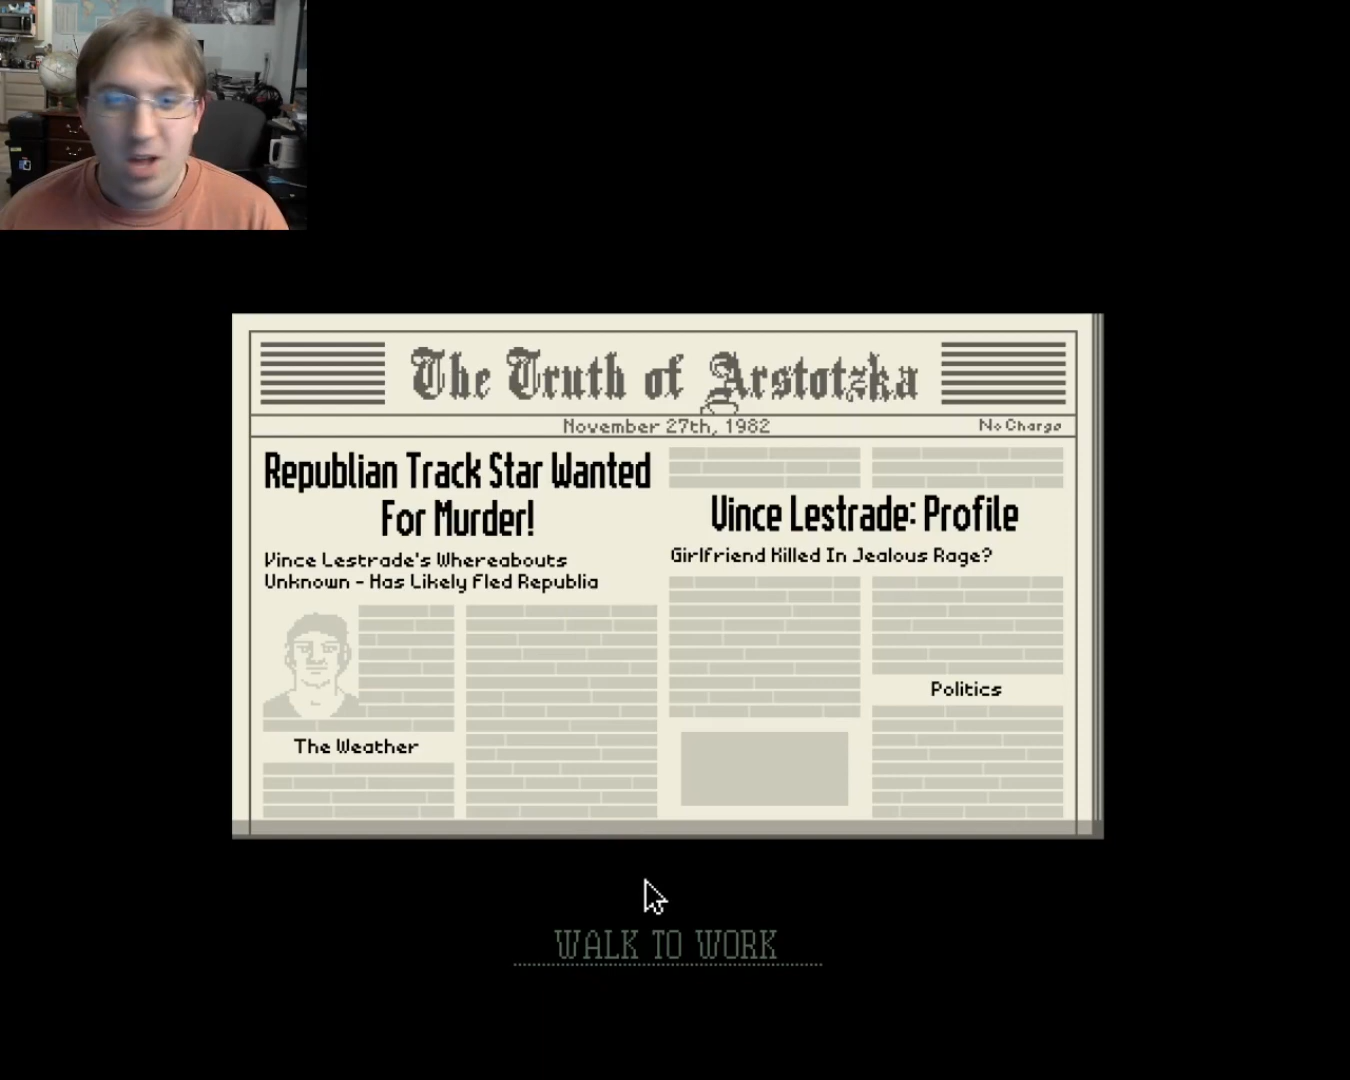 The Truth of Arstotzka
November 27th, 1982
No Charge
Republian Track Star Wanted
For Murder!
Vince Lestrade's Whereabouts
Unknown - Has Likely Fled Republia
The Weather
Vince Lestrade: Profile
Girlfriend Killed In Jealous Rage?
Politics
WALK TO WORK